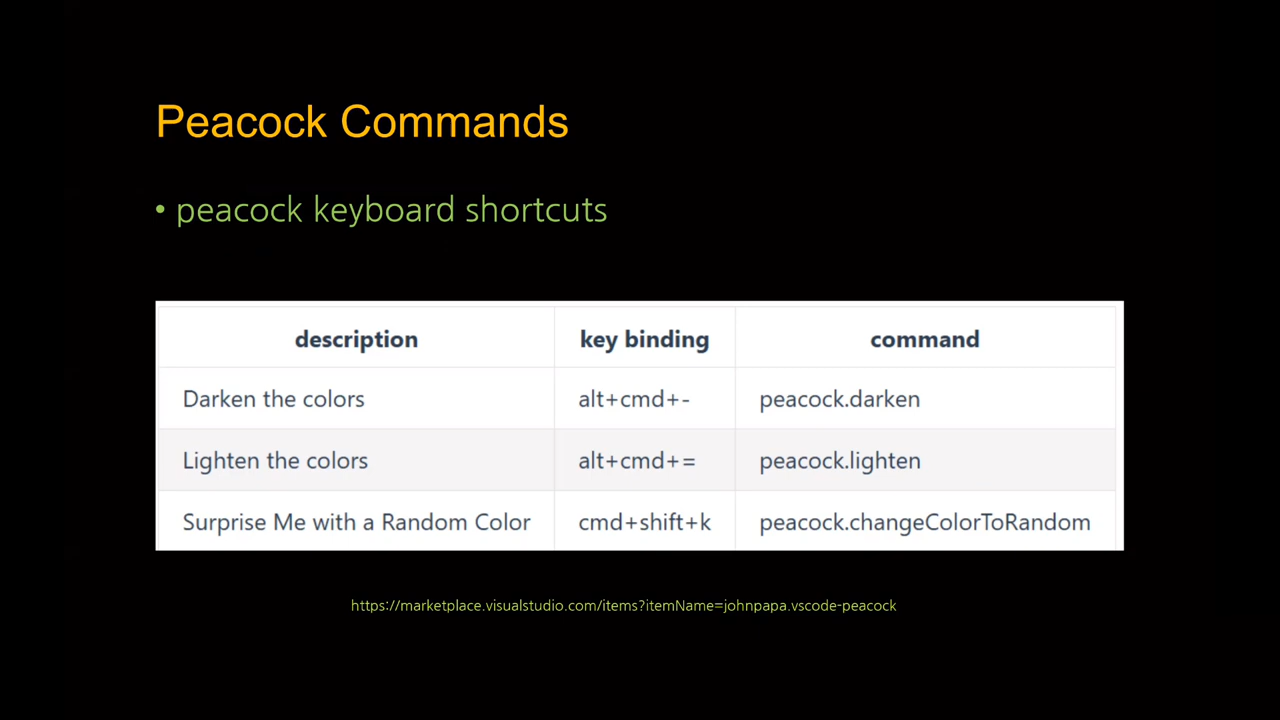 Peacock Commands
• peacock keyboard shortcuts
description key binding command
Darken the colors alt+cmd+- peacock.darken
Lighten the colors alt+cmd+= peacock.lighten
Surprise Me with a Random Color cmd+shift+k peacock.changeColorToRandom
https://marketplace.visualstudio.com/items?itemName=johnpapa.vscode-peacock